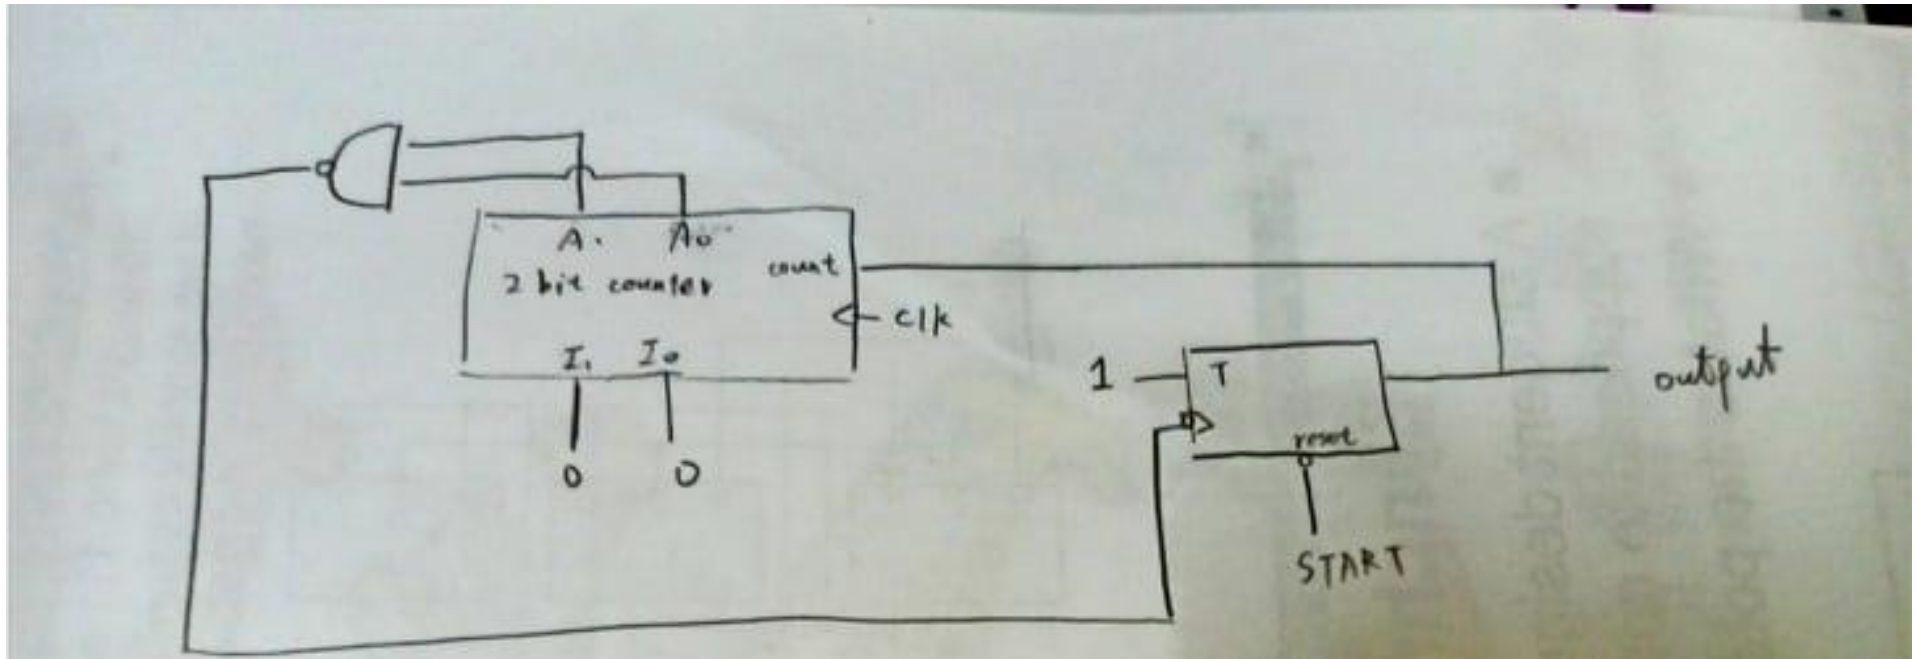 A1 A0
count
2 bit counter
clk
I1 I0
0 0
1 T
output
reset
START